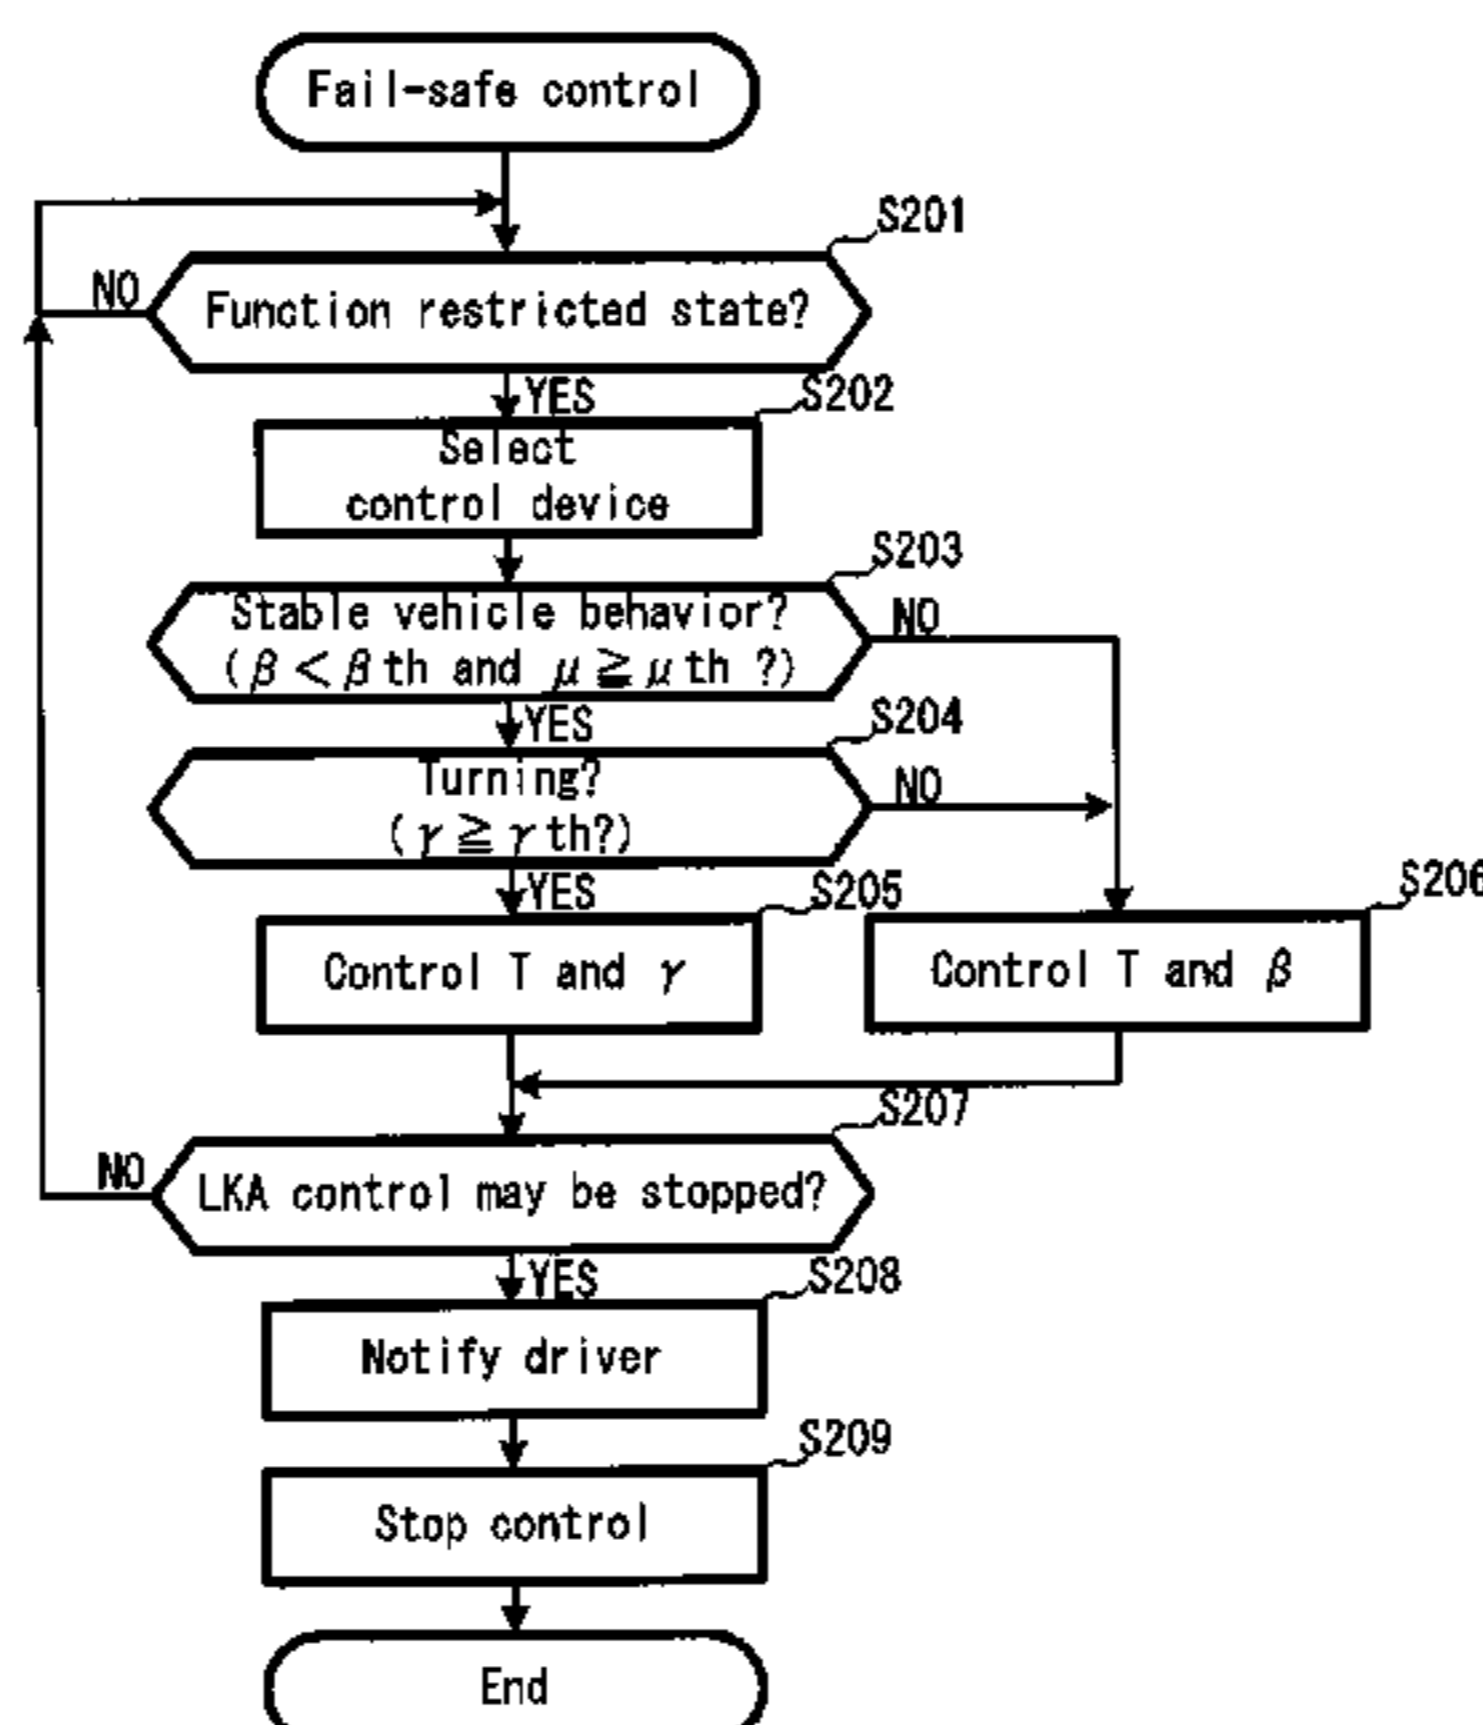 Fail-safe control
S201
NO
Function restricted state?
YES
S202
Select
control device
S203
Stable vehicle behavior?
NO
(β < βth and μ ≧ μth ?)
YES
S204
Turning?
NO
(γ ≧ γth?)
YES
S205
S206
Control T and γ
Control T and β
S207
NO
LKA control may be stopped?
YES
S208
Notify driver
S209
Stop control
End